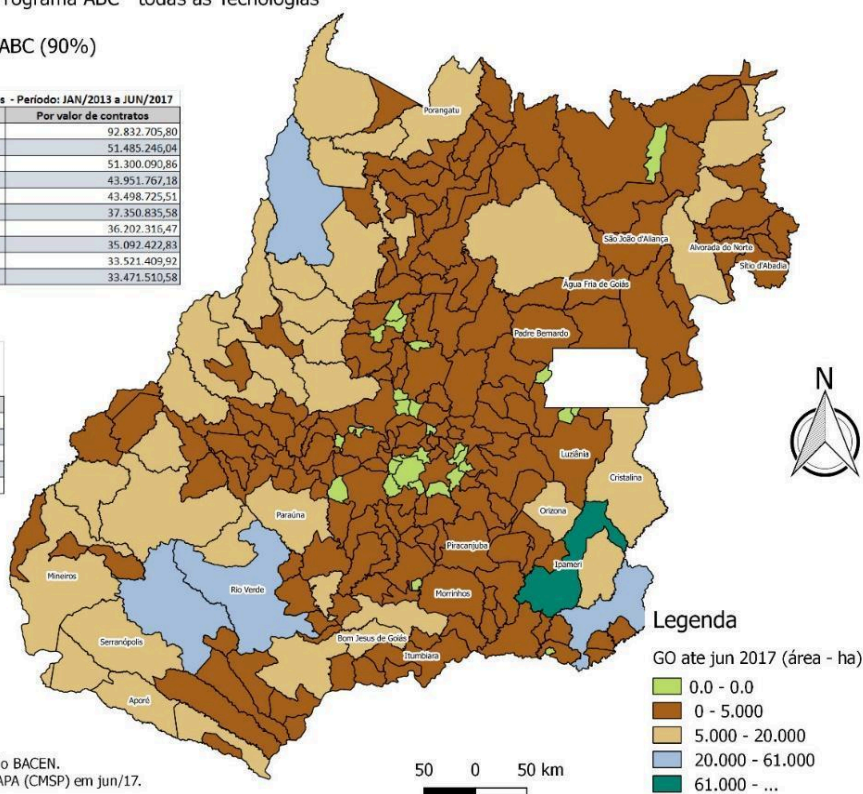 rograma ABC - todas as Tecnologias
ABC (90%)
s - Período: JAN/2013 a JUN/2017
Por valor de contratos
92.832.705,80
51.485.246,04
51.300.090,86
43.951.767,18
43.498.725,51
37.350.835,58
36.202.316,47
35.092.422,83
33.521.409,92
33.471.510,58
Porangatu
São João d'Aliança
Alvorada do Norte
Sítio d'Abadia
Água Fria de Goiás
Padre Bernardo
N
Luziânia
Cristalina
Orizona
Paraúna
Piracanjuba
Ipameri
Mineiros
Rio Verde
Morrinhos
Serranópolis
Bom Jesus de Goiás
Itumbiara
Aporé
Legenda
GO ate jun 2017 (área - ha)
0.0 - 0.0
0 - 5.000
5.000 - 20.000
20.000 - 61.000
61.000 - ...
o BACEN.
APA (CMSP) em jun/17.
50 0 50 km